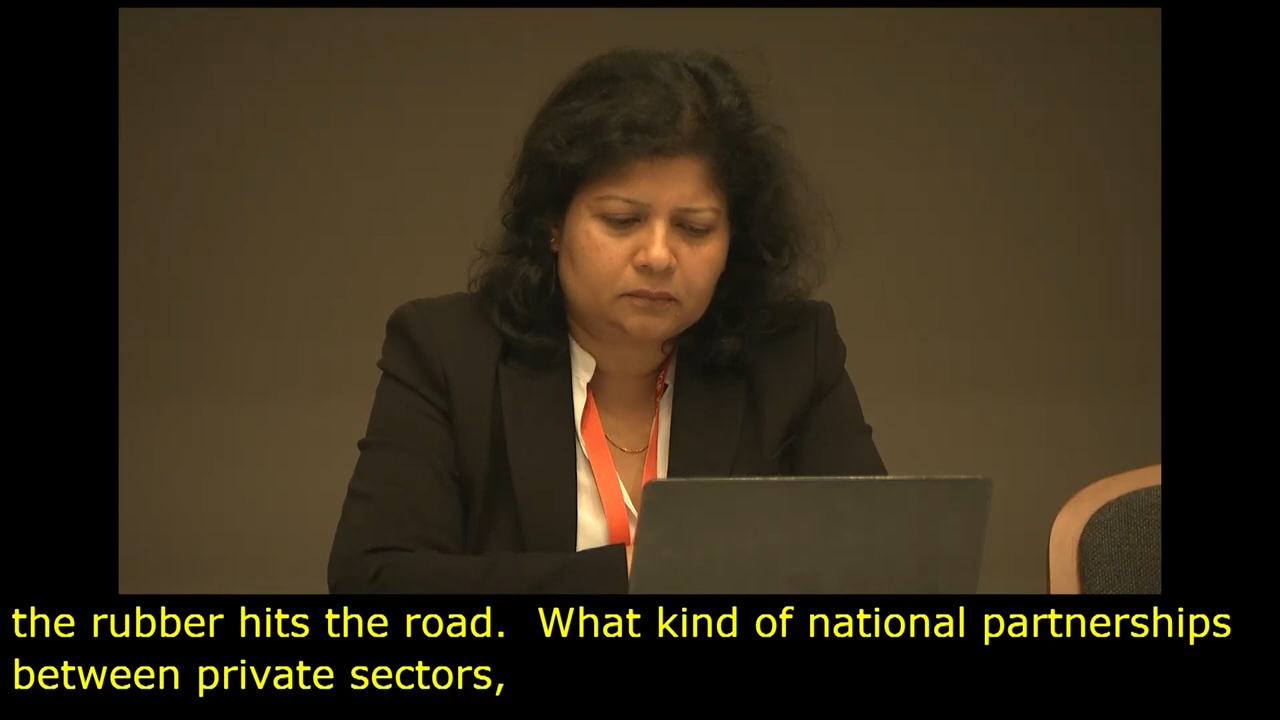 the rubber hits the road.  What kind of national partnerships
between private sectors,